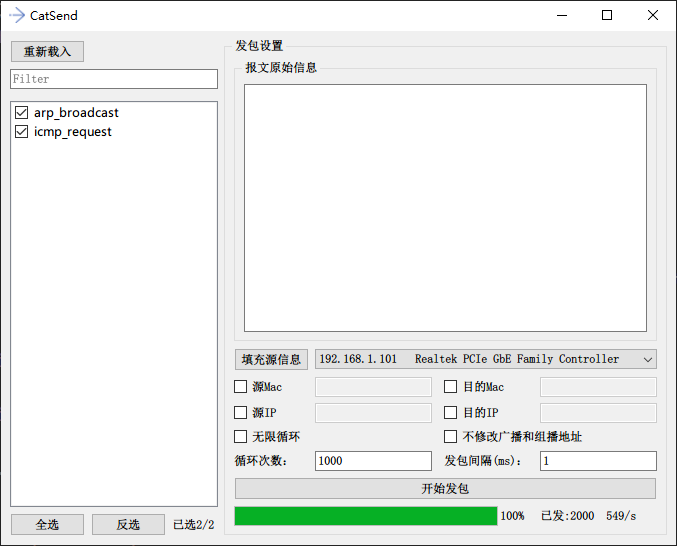 CatSend
重新载入
Filter
arp_broadcast
icmp_request
全选 反选 已选2/2
发包设置
报文原始信息
填充源信息 192.168.1.101 Realtek PCIe GbE Family Controller
源Mac 目的Mac
源IP 目的IP
无限循环 不修改广播和组播地址
循环次数: 1000 发包间隔(ms): 1
开始发包
100% 已发:2000 549/s